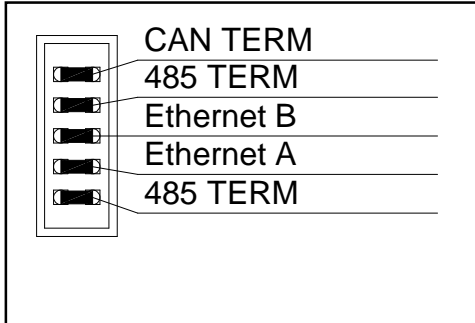 CAN TERM
485 TERM
Ethernet B
Ethernet A
485 TERM